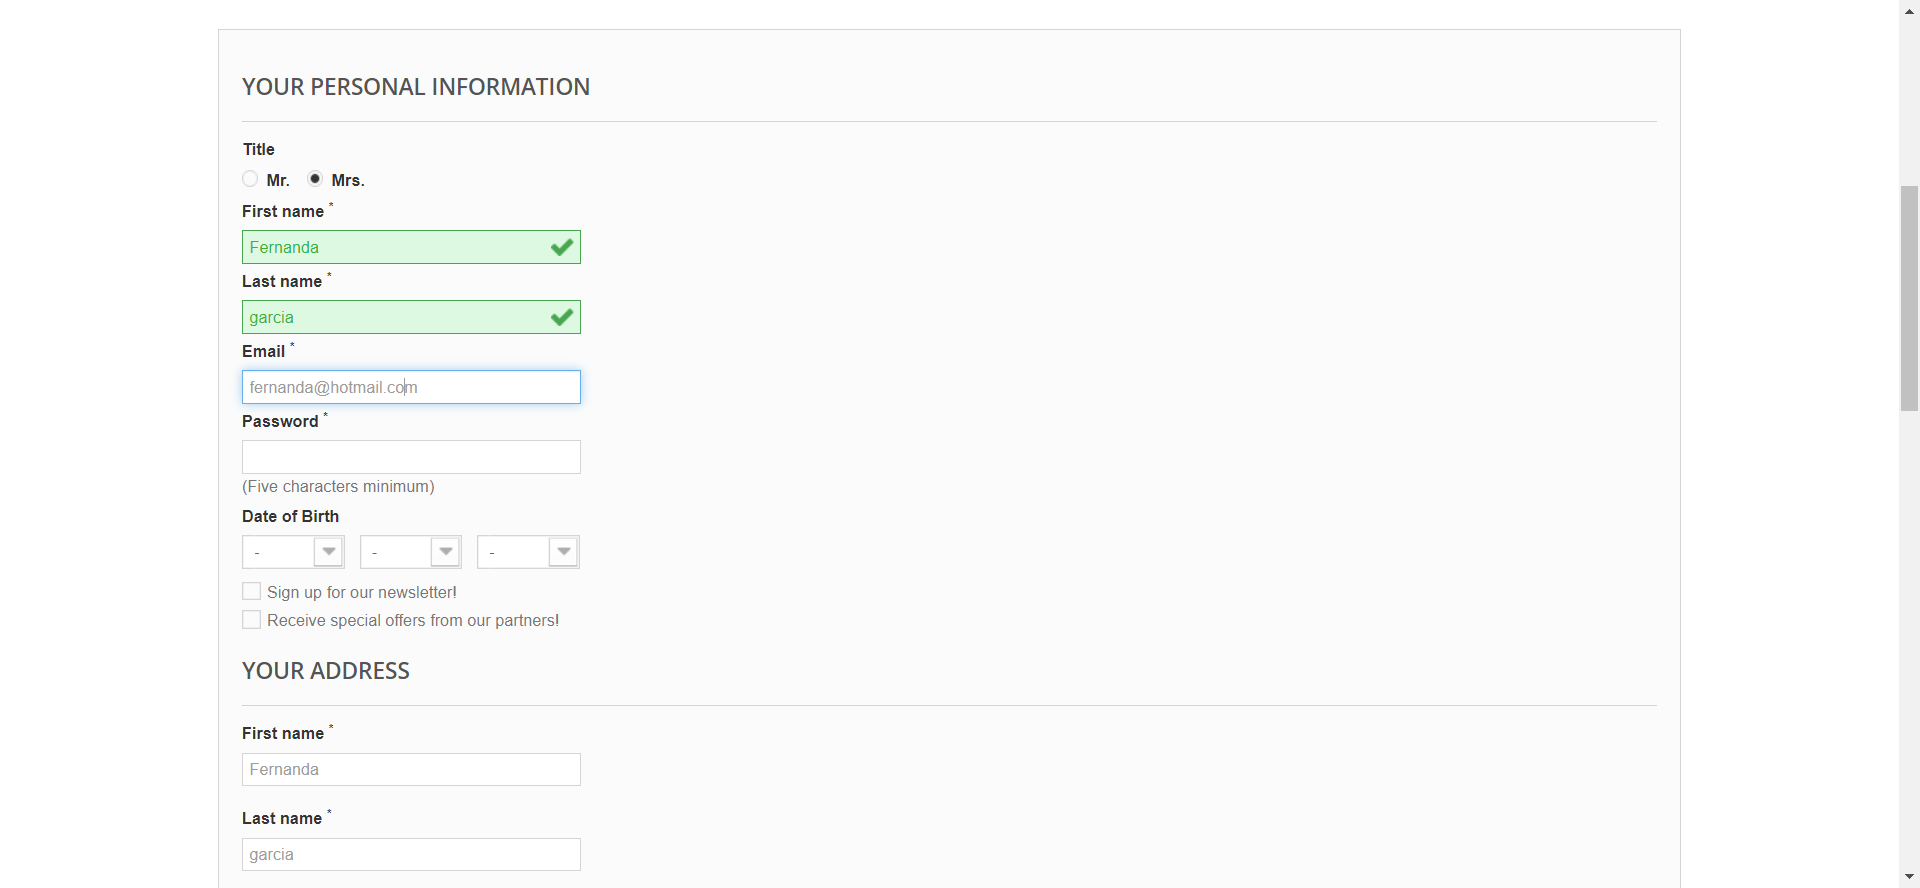 YOUR PERSONAL INFORMATION
Title
Mr. Mrs.
First name *
Fernanda
Last name *
garcia
Email *
fernanda@hotmail.com
Password *
(Five characters minimum)
Date of Birth
- - -
Sign up for our newsletter!
Receive special offers from our partners!
YOUR ADDRESS
First name *
Fernanda
Last name *
garcia